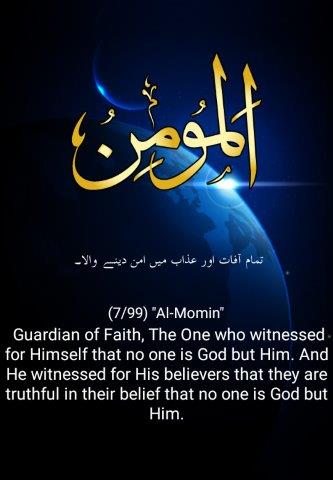 المُؤمِنُ
تمام آفات اور عذاب میں امن دینے والا۔
(7/99) "Al-Momin"
Guardian of Faith, The One who witnessed
for Himself that no one is God but Him. And
He witnessed for His believers that they are
truthful in their belief that no one is God but
Him.